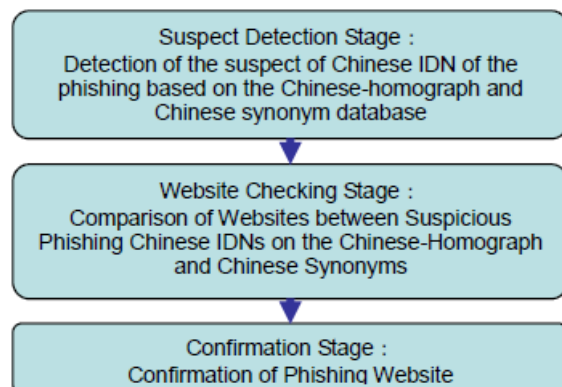 Suspect Detection Stage：
Detection of the suspect of Chinese IDN of the
phishing based on the Chinese-homograph and
Chinese synonym database
Website Checking Stage：
Comparison of Websites between Suspicious
Phishing Chinese IDNs on the Chinese-Homograph
and Chinese Synonyms
Confirmation Stage：
Confirmation of Phishing Website